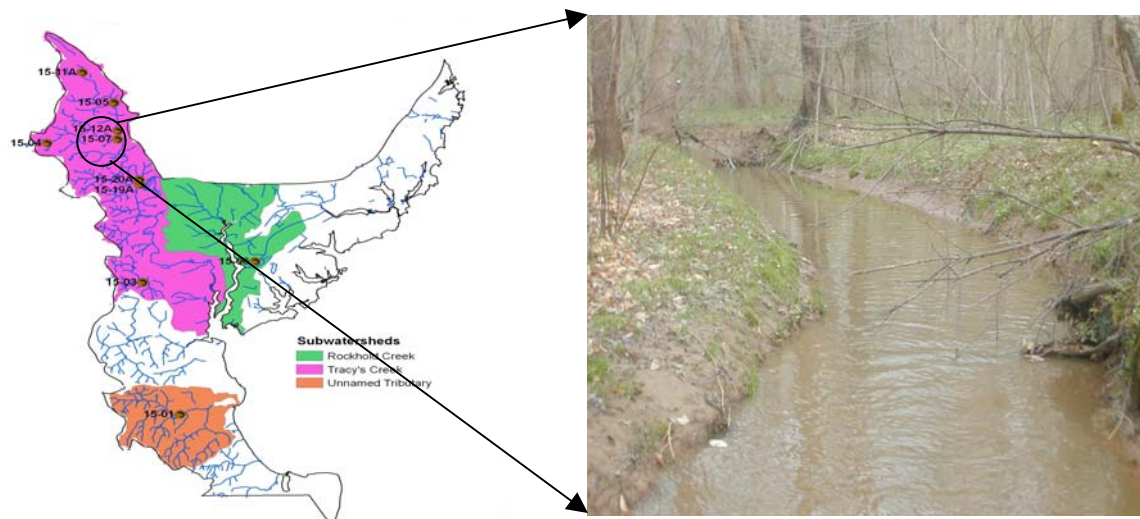 15-11A
15-05
15-12A
15-07
15-04
15-20A
15-19A
15-03
Subwatersheds
Rockhold Creek
Tracy's Creek
Unnamed Tributary
15-01